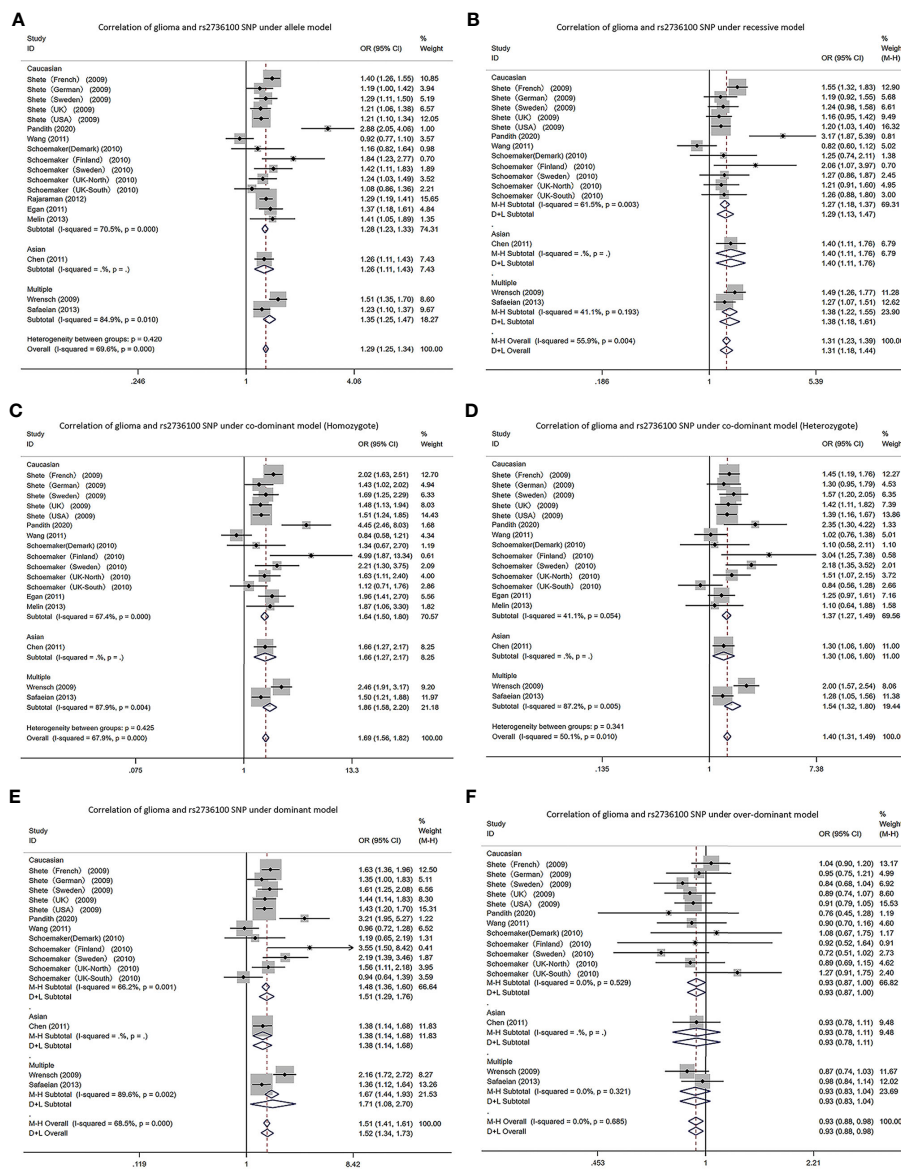 A
Correlation of glioma and rs2736100 SNP under allele model
Study %
ID OR (95% CI) Weight
Caucasian
Shete (French) (2009) 1.40 (1.26, 1.55) 10.85
Shete (German) (2009) 1.19 (1.00, 1.42) 3.94
Shete (Sweden) (2009) 1.29 (1.11, 1.50) 5.19
Shete (UK) (2009) 1.21 (1.06, 1.38) 6.57
Shete (USA) (2009) 1.21 (1.10, 1.34) 12.05
Pandith (2020) 2.88 (2.05, 4.06) 1.00
Wang (2011) 0.92 (0.77, 1.10) 3.57
Schoemaker(Demark) (2010) 1.16 (0.82, 1.64) 0.98
Schoemaker (Finland) (2010) 1.84 (1.23, 2.77) 0.70
Schoemaker (Sweden) (2010) 1.42 (1.11, 1.83) 1.89
Schoemaker (UK-North) (2010) 1.24 (1.03, 1.49) 3.52
Schoemaker (UK-South) (2010) 1.08 (0.86, 1.36) 2.21
Rajaraman (2012) 1.29 (1.19, 1.41) 15.65
Egan (2011) 1.37 (1.18, 1.61) 4.84
Melin (2013) 1.41 (1.05, 1.89) 1.35
Subtotal (I-squared = 70.5%, p = 0.000) 1.28 (1.23, 1.33) 74.31
Asian
Chen (2011) 1.26 (1.11, 1.43) 7.43
Subtotal (I-squared = .%, p = .) 1.26 (1.11, 1.43) 7.43
Multiple
Wrensch (2009) 1.51 (1.35, 1.70) 8.60
Safaeian (2013) 1.23 (1.10, 1.37) 9.67
Subtotal (I-squared = 84.9%, p = 0.010) 1.35 (1.25, 1.47) 18.27
Heterogeneity between groups: p = 0.420
Overall (I-squared = 69.6%, p = 0.000) 1.29 (1.25, 1.34) 100.00
.246 1 4.06
B
Correlation of glioma and rs2736100 SNP under recessive model
Study % Weight
ID OR (95% CI) (M-H)
Caucasian
Shete (French) (2009) 1.55 (1.32, 1.83) 12.90
Shete (German) (2009) 1.19 (0.92, 1.55) 5.68
Shete (Sweden) (2009) 1.24 (0.98, 1.58) 6.61
Shete (UK) (2009) 1.16 (0.95, 1.42) 9.49
Shete (USA) (2009) 1.20 (1.03, 1.40) 16.32
Pandith (2020) 3.17 (1.87, 5.39) 0.81
Wang (2011) 0.82 (0.60, 1.12) 5.02
Schoemaker(Demark) (2010) 1.25 (0.74, 2.11) 1.38
Schoemaker (Finland) (2010) 2.06 (1.07, 3.97) 0.70
Schoemaker (Sweden) (2010) 1.27 (0.86, 1.87) 2.45
Schoemaker (UK-North) (2010) 1.21 (0.91, 1.60) 4.94
Schoemaker (UK-South) (2010) 1.26 (0.88, 1.80) 3.00
M-H Subtotal (I-squared = 61.5%, p = 0.003) 1.27 (1.18, 1.37) 69.31
D+L Subtotal 1.29 (1.13, 1.47)
.
Asian
Chen (2011) 1.40 (1.11, 1.76) 6.79
M-H Subtotal (I-squared = .%, p = .) 1.40 (1.11, 1.76) 6.79
D+L Subtotal 1.40 (1.11, 1.76)
.
Multiple
Wrensch (2009) 1.49 (1.26, 1.77) 11.28
Safaeian (2013) 1.27 (1.07, 1.51) 12.62
M-H Subtotal (I-squared = 41.1%, p = 0.193) 1.38 (1.22, 1.55) 23.90
D+L Subtotal 1.38 (1.18, 1.61)
.
M-H Overall (I-squared = 55.9%, p = 0.004) 1.31 (1.23, 1.39) 100.00
D+L Overall 1.31 (1.18, 1.44)
.186 1 5.39
C
Correlation of glioma and rs2736100 SNP under co-dominant model (Homozygote)
Study %
ID OR (95% CI) Weight
Caucasian
Shete (French) (2009) 2.02 (1.63, 2.51) 12.70
Shete (German) (2009) 1.43 (1.02, 2.02) 4.94
Shete (Sweden) (2009) 1.69 (1.25, 2.29) 6.33
Shete (UK) (2009) 1.48 (1.13, 1.94) 8.03
Shete (USA) (2009) 1.51 (1.24, 1.85) 14.43
Pandith (2020) 4.45 (2.46, 8.03) 1.68
Wang (2011) 0.84 (0.58, 1.21) 4.34
Schoemaker(Demark) (2010) 1.34 (0.67, 2.70) 1.19
Schoemaker (Finland) (2010) 4.99 (1.87, 13.34) 0.61
Schoemaker (Sweden) (2010) 2.21 (1.30, 3.75) 2.09
Schoemaker (UK-North) (2010) 1.63 (1.11, 2.40) 4.00
Schoemaker (UK-South) (2010) 1.12 (0.71, 1.76) 2.86
Egan (2011) 1.96 (1.41, 2.70) 5.56
Melin (2013) 1.87 (1.06, 3.30) 1.82
Subtotal (I-squared = 67.4%, p = 0.000) 1.64 (1.50, 1.80) 70.57
Asian
Chen (2011) 1.66 (1.27, 2.17) 8.25
Subtotal (I-squared = .%, p = .) 1.66 (1.27, 2.17) 8.25
Multiple
Wrensch (2009) 2.46 (1.91, 3.17) 9.20
Safaeian (2013) 1.50 (1.21, 1.88) 11.97
Subtotal (I-squared = 87.9%, p = 0.004) 1.86 (1.58, 2.20) 21.18
Heterogeneity between groups: p = 0.425
Overall (I-squared = 67.9%, p = 0.000) 1.69 (1.56, 1.82) 100.00
.075 1 13.3
D
Correlation of glioma and rs2736100 SNP under co-dominant model (Heterozygote)
Study %
ID OR (95% CI) Weight
Caucasian
Shete (French) (2009) 1.45 (1.19, 1.76) 12.27
Shete (German) (2009) 1.30 (0.95, 1.79) 4.53
Shete (Sweden) (2009) 1.57 (1.20, 2.05) 6.25
Shete (UK) (2009) 1.42 (1.11, 1.82) 7.39
Shete (USA) (2009) 1.39 (1.16, 1.67) 13.86
Pandith (2020) 2.35 (1.30, 4.22) 1.33
Wang (2011) 1.02 (0.76, 1.38) 5.01
Schoemaker(Demark) (2010) 1.10 (0.58, 2.11) 1.10
Schoemaker (Finland) (2010) 3.04 (1.25, 7.38) 0.58
Schoemaker (Sweden) (2010) 2.18 (1.35, 3.52) 2.01
Schoemaker (UK-North) (2010) 1.51 (1.07, 2.15) 3.72
Schoemaker (UK-South) (2010) 0.84 (0.56, 1.28) 2.66
Egan (2011) 1.25 (0.97, 1.61) 7.16
Melin (2013) 1.10 (0.64, 1.88) 1.58
Subtotal (I-squared = 41.1%, p = 0.054) 1.37 (1.27, 1.49) 69.56
Asian
Chen (2011) 1.30 (1.06, 1.60) 11.00
Subtotal (I-squared = .%, p = .) 1.30 (1.06, 1.60) 11.00
Multiple
Wrensch (2009) 2.00 (1.57, 2.54) 8.06
Safaeian (2013) 1.28 (1.05, 1.56) 11.38
Subtotal (I-squared = 87.2%, p = 0.005) 1.54 (1.32, 1.80) 19.44
Heterogeneity between groups: p = 0.341
Overall (I-squared = 50.1%, p = 0.010) 1.40 (1.31, 1.49) 100.00
.135 1 7.38
E
Correlation of glioma and rs2736100 SNP under dominant model
Study % Weight
ID OR (95% CI) (M-H)
Caucasian
Shete (French) (2009) 1.63 (1.36, 1.96) 12.50
Shete (German) (2009) 1.35 (1.00, 1.83) 5.11
Shete (Sweden) (2009) 1.61 (1.25, 2.08) 6.56
Shete (UK) (2009) 1.44 (1.14, 1.83) 8.30
Shete (USA) (2009) 1.43 (1.20, 1.70) 15.31
Pandith (2020) 3.21 (1.95, 5.27) 1.22
Wang (2011) 0.96 (0.72, 1.28) 6.52
Schoemaker(Demark) (2010) 1.19 (0.65, 2.19) 1.31
Schoemaker (Finland) (2010) 3.55 (1.50, 8.42) 0.41
Schoemaker (Sweden) (2010) 2.19 (1.39, 3.46) 1.87
Schoemaker (UK-North) (2010) 1.56 (1.11, 2.18) 3.95
Schoemaker (UK-South) (2010) 0.94 (0.64, 1.39) 3.59
M-H Subtotal (I-squared = 66.2%, p = 0.001) 1.48 (1.36, 1.60) 66.64
D+L Subtotal 1.51 (1.29, 1.76)
.
Asian
Chen (2011) 1.38 (1.14, 1.68) 11.83
M-H Subtotal (I-squared = .%, p = .) 1.38 (1.14, 1.68) 11.83
D+L Subtotal 1.38 (1.14, 1.68)
.
Multiple
Wrensch (2009) 2.16 (1.72, 2.72) 8.27
Safaeian (2013) 1.36 (1.12, 1.64) 13.26
M-H Subtotal (I-squared = 89.6%, p = 0.002) 1.67 (1.44, 1.93) 21.53
D+L Subtotal 1.71 (1.08, 2.70)
.
M-H Overall (I-squared = 68.5%, p = 0.000) 1.51 (1.41, 1.61) 100.00
D+L Overall 1.52 (1.34, 1.73)
.119 1 8.42
F
Correlation of glioma and rs2736100 SNP under over-dominant model
Study % Weight
ID OR (95% CI) (M-H)
Caucasian
Shete (French) (2009) 1.04 (0.90, 1.20) 13.17
Shete (German) (2009) 0.95 (0.75, 1.21) 4.99
Shete (Sweden) (2009) 0.84 (0.68, 1.04) 6.92
Shete (UK) (2009) 0.89 (0.74, 1.07) 8.60
Shete (USA) (2009) 0.91 (0.79, 1.05) 15.53
Pandith (2020) 0.76 (0.45, 1.28) 1.19
Wang (2011) 0.90 (0.70, 1.16) 4.60
Schoemaker(Demark) (2010) 1.08 (0.67, 1.75) 1.17
Schoemaker (Finland) (2010) 0.92 (0.52, 1.64) 0.91
Schoemaker (Sweden) (2010) 0.72 (0.51, 1.02) 2.73
Schoemaker (UK-North) (2010) 0.89 (0.69, 1.15) 4.62
Schoemaker (UK-South) (2010) 1.27 (0.91, 1.75) 2.40
M-H Subtotal (I-squared = 0.0%, p = 0.529) 0.93 (0.87, 1.00) 66.82
D+L Subtotal 0.93 (0.87, 1.00)
.
Asian
Chen (2011) 0.93 (0.78, 1.11) 9.48
M-H Subtotal (I-squared = .%, p = .) 0.93 (0.78, 1.11) 9.48
D+L Subtotal 0.93 (0.78, 1.11)
.
Multiple
Wrensch (2009) 0.87 (0.74, 1.03) 11.67
Safaeian (2013) 0.98 (0.84, 1.14) 12.02
M-H Subtotal (I-squared = 0.0%, p = 0.321) 0.93 (0.83, 1.04) 23.69
D+L Subtotal 0.93 (0.83, 1.04)
.
M-H Overall (I-squared = 0.0%, p = 0.685) 0.93 (0.88, 0.98) 100.00
D+L Overall 0.93 (0.88, 0.98)
.453 1 2.21